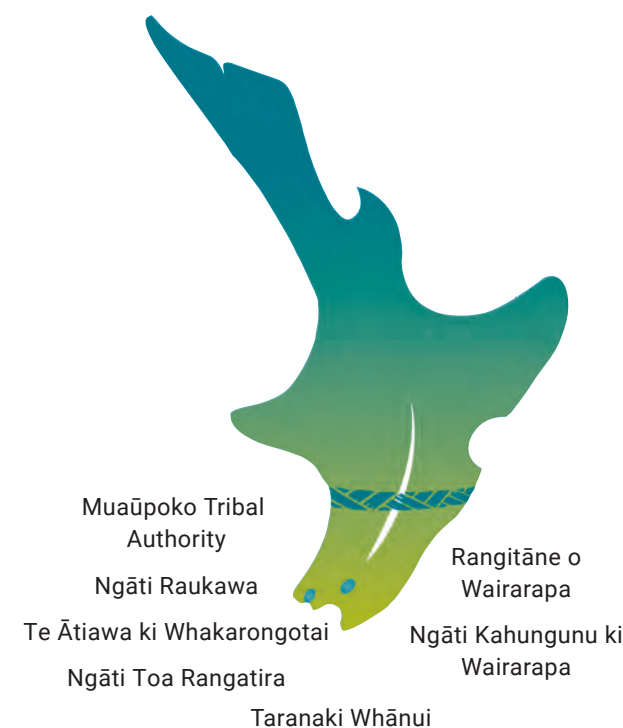 Muaūpoko Tribal
Authority
Ngāti Raukawa
Te Ātiawa ki Whakarongotai
Ngāti Toa Rangatira
Taranaki Whānui
Rangitāne o
Wairarapa
Ngāti Kahungunu ki
Wairarapa